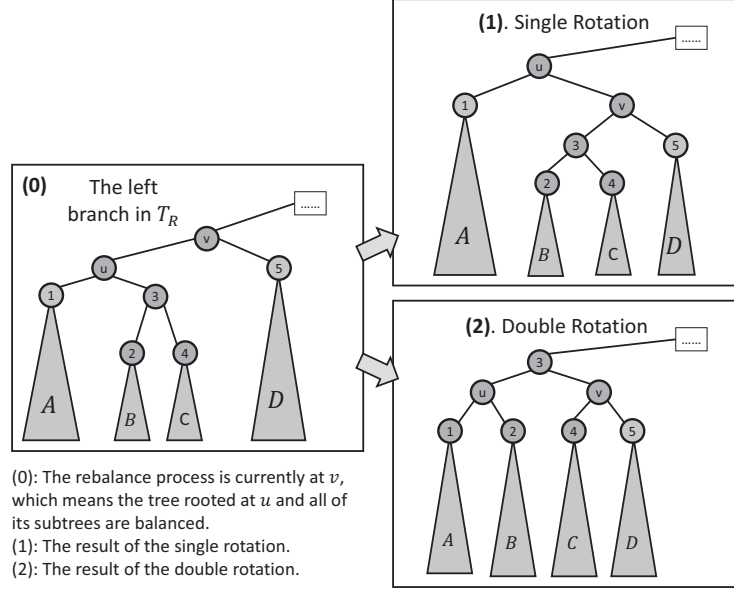 (1). Single Rotation
......
u
1
v
3
5
2
4
A
B
C
D
(0)
The left
branch in T_R
......
v
u
5
1
3
2
4
A
B
C
D
(2). Double Rotation
......
3
u
v
1
2
4
5
A
B
C
D
(0): The rebalance process is currently at v,
which means the tree rooted at u and all of
its subtrees are balanced.
(1): The result of the single rotation.
(2): The result of the double rotation.